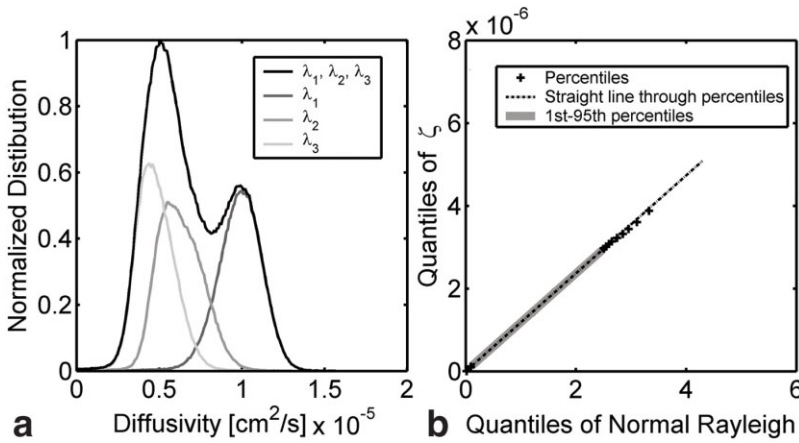 1
0.8
0.6
0.4
0.2
0
0 0.5 1 1.5 2
Normalized Distibution
λ1, λ2, λ3
λ1
λ2
λ3
a Diffusivity [cm²/s] x 10⁻⁵
x 10⁻⁶
8
6
4
2
0
0 2 4 6
Quantiles of ζ
Percentiles
Straight line through percentiles
1st-95th percentiles
b Quantiles of Normal Rayleigh